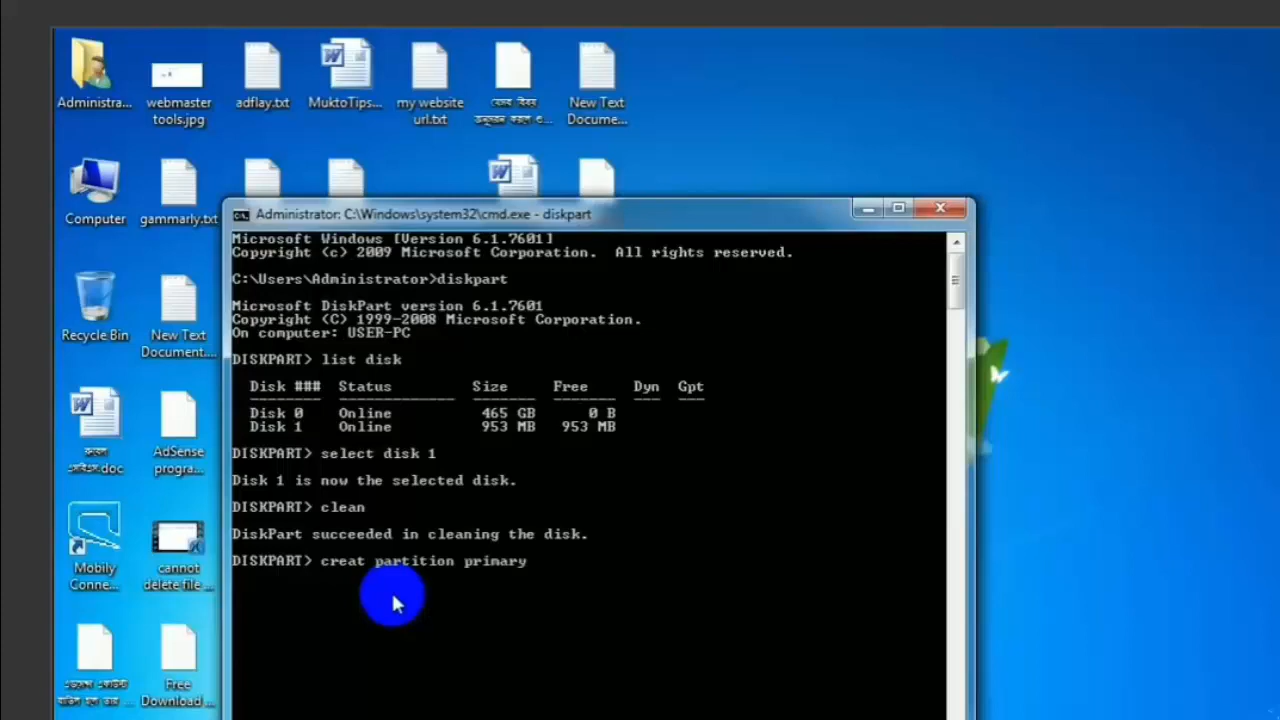 Administra...
webmaster
tools.jpg
adflay.txt
MuktoTips...
my website
url.txt
New Text
Docume...
Computer
gammarly.txt
Administrator: C:\Windows\system32\cmd.exe - diskpart
Microsoft Windows [Version 6.1.7601]
Copyright (c) 2009 Microsoft Corporation.  All rights reserved.
C:\Users\Administrator>diskpart
Microsoft DiskPart version 6.1.7601
Copyright (C) 1999-2008 Microsoft Corporation.
On computer: USER-PC
DISKPART> list disk
Disk ###  Status  Size  Free  Dyn  Gpt
Disk 0  Online  465 GB  0 B
Disk 1  Online  953 MB  953 MB
DISKPART> select disk 1
Disk 1 is now the selected disk.
DISKPART> clean
DiskPart succeeded in cleaning the disk.
DISKPART> creat partition primary
Recycle Bin
New Text
Document....
.doc
AdSense
progra...
Mobily
Conne...
cannot
delete file ...
Free
Download ...